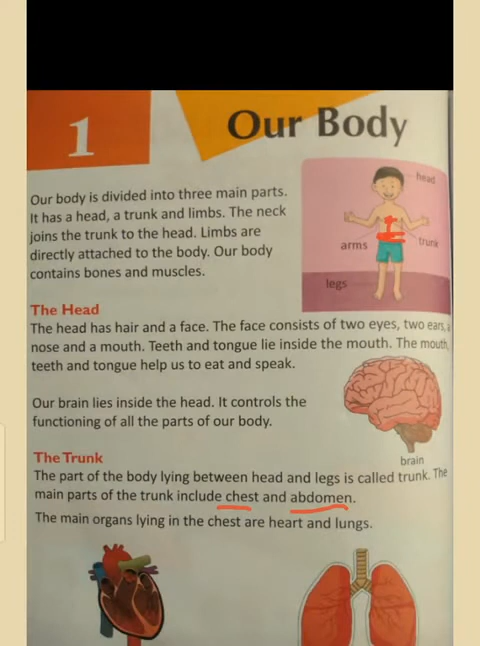 1
Our Body
Our body is divided into three main parts.
It has a head, a trunk and limbs. The neck
joins the trunk to the head. Limbs are
directly attached to the body. Our body
contains bones and muscles.
head
arms
trunk
legs
The Head
The head has hair and a face. The face consists of two eyes, two ears, a
nose and a mouth. Teeth and tongue lie inside the mouth. The mouth,
teeth and tongue help us to eat and speak.
Our brain lies inside the head. It controls the
functioning of all the parts of our body.
brain
The Trunk
The part of the body lying between head and legs is called trunk. The
main parts of the trunk include chest and abdomen.
The main organs lying in the chest are heart and lungs.